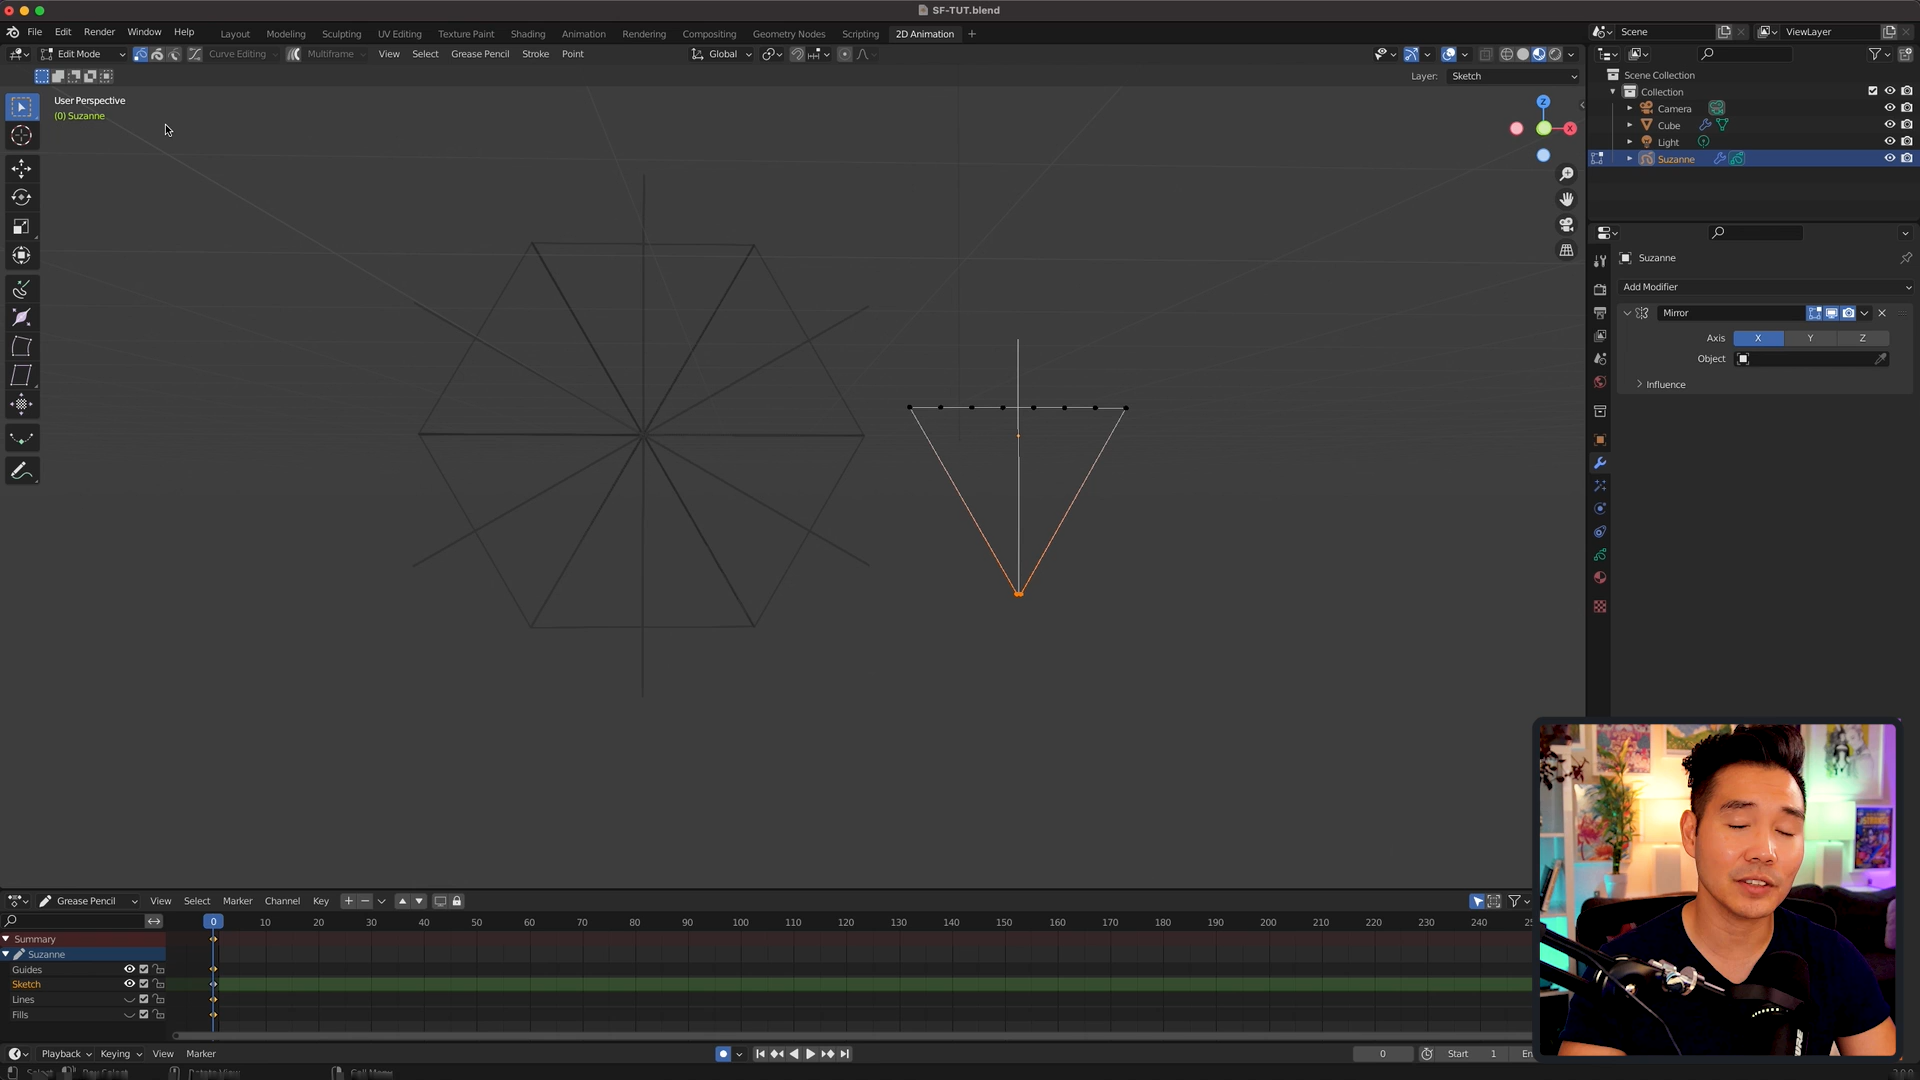 SF-TUT.blend
File Edit Render Window Help Layout Modeling Sculpting UV Editing Texture Paint Shading Animation Rendering Compositing Geometry Nodes Scripting 2D Animation + Scene ViewLayer
Edit Mode Curve Editing Multiframe View Select Grease Pencil Stroke Point Global
Layer: Sketch
Scene Collection
Collection
Camera
Cube
Light
Suzanne
User Perspective
(0) Suzanne
Z
X
Suzanne
Add Modifier
Mirror
Axis X Y Z
Object
Influence
Grease Pencil View Select Marker Channel Key
0 10 20 30 40 50 60 70 80 90 100 110 120 130 140 150 160 170 180 190 200 210 220 230 240
Summary
Suzanne
Guides
Sketch
Lines
Fills
Playback Keying View Marker 0 Start 1